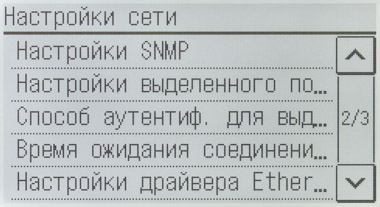 Настройки сети
Настройки SNMP
Настройки выделенного по...
Способ аутентиф. для выд...
2/3
Время ожидания соединени...
Настройки драйвера Ether...